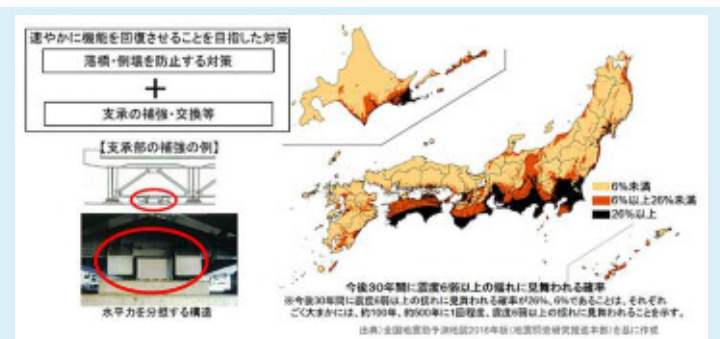 速やかに機能を回復させることを目指した対策
落橋・倒壊を防止する対策
+
支承の補強・交換等
【支承部の補強の例】
水平力を分担する構造
6%未満
6%以上26%未満
26%以上
今後30年間に震度6弱以上の揺れに見舞われる確率
※今後30年間に震度6弱以上の揺れに見舞われる確率が26%、6%であることは、それぞれ
ごく大まかには、約100年、約500年に1回程度、震度6弱以上の揺れに見舞われることを示す。
出典)全国地震動予測地図2016年版(地震調査研究推進本部)を基に作成